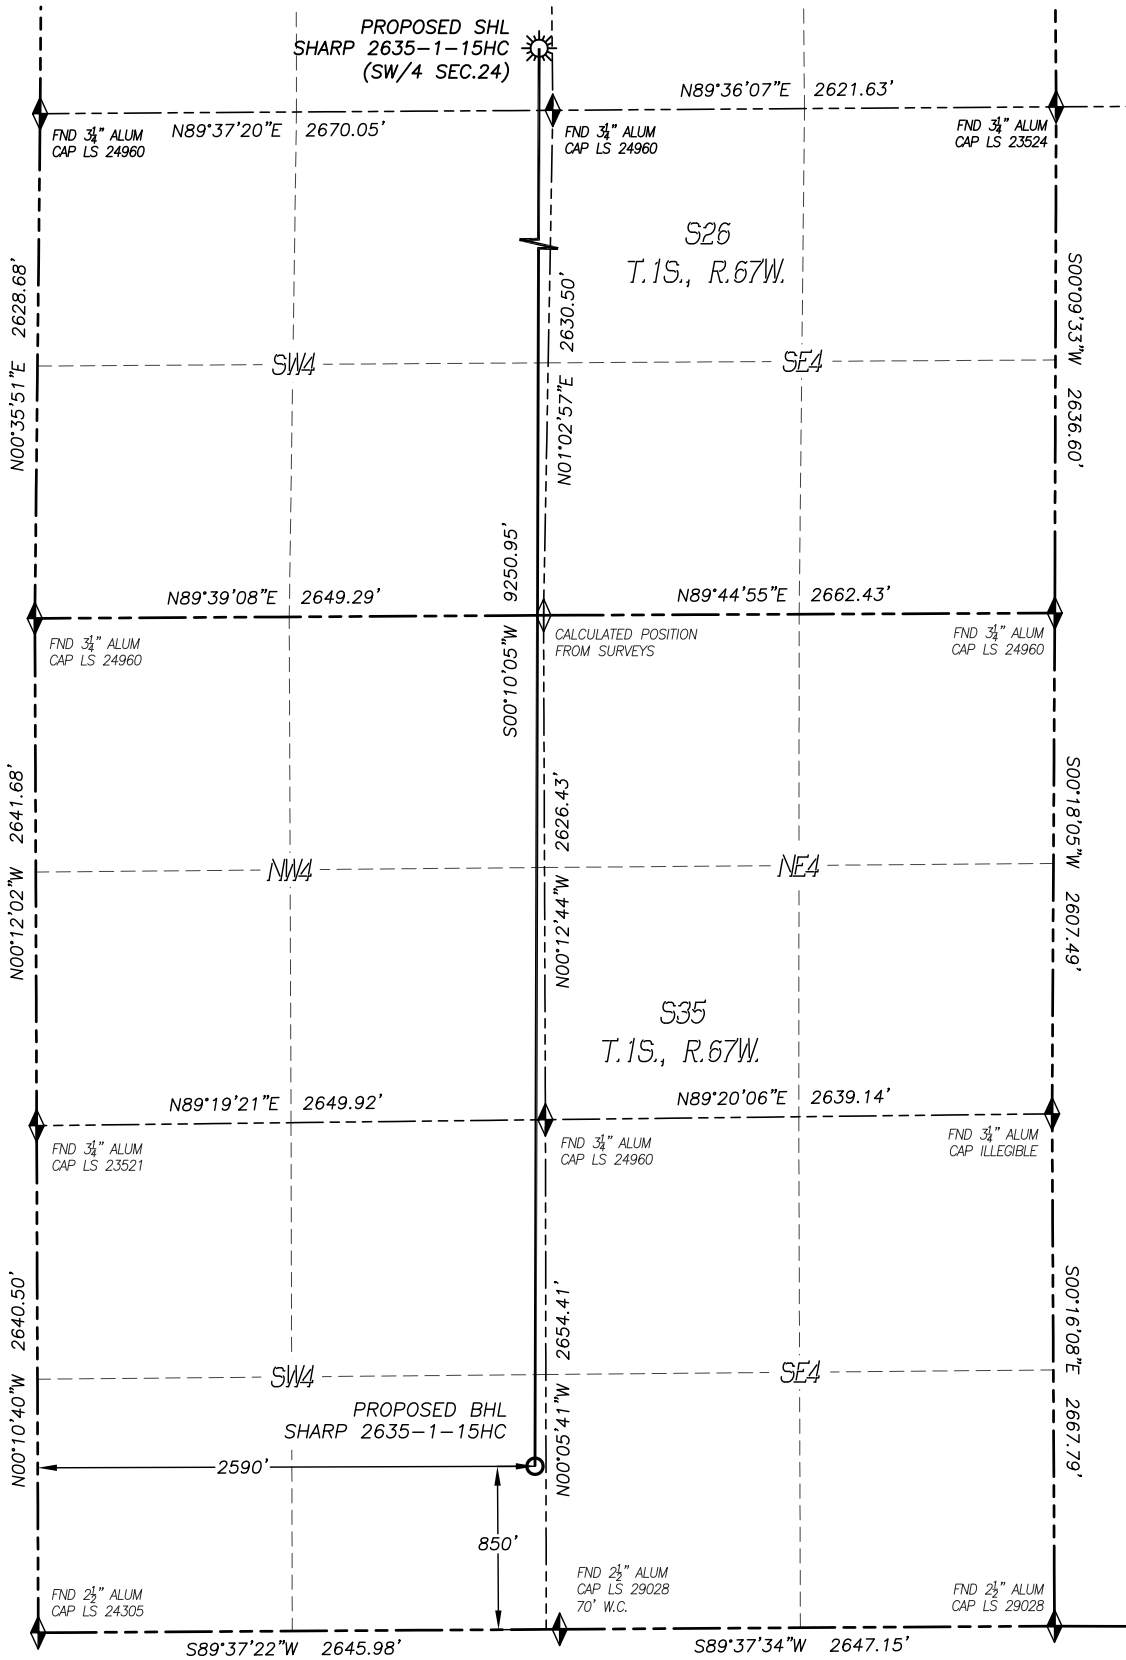 PROPOSED SHL
SHARP 2635-1-15HC
(SW/4 SEC.24)
N89°36'07"E 2621.63'
N89°37'20"E 2670.05'
FND 3¼" ALUM
CAP LS 24960
FND 3¼" ALUM
CAP LS 24960
FND 3¼" ALUM
CAP LS 23524
S26
T.1S., R.67W.
N00°35'51"E 2628.68'
N01°02'57"E 2630.50'
S00°09'33"W 2636.60'
SW4
SE4
S00°10'05"W 9250.95'
N89°39'08"E 2649.29'
N89°44'55"E 2662.43'
FND 3¼" ALUM
CAP LS 24960
CALCULATED POSITION
FROM SURVEYS
FND 3¼" ALUM
CAP LS 24960
N00°12'02"W 2641.68'
N00°12'44"W 2626.43'
S00°18'05"W 2607.49'
NW4
NE4
S35
T.1S., R.67W.
N89°19'21"E 2649.92'
N89°20'06"E 2639.14'
FND 3¼" ALUM
CAP LS 23521
FND 3¼" ALUM
CAP LS 24960
FND 3¼" ALUM
CAP ILLEGIBLE
N00°10'40"W 2640.50'
N00°05'41"W 2654.41'
S00°16'08"E 2667.79'
SW4
SE4
PROPOSED BHL
SHARP 2635-1-15HC
2590'
850'
FND 2½" ALUM
CAP LS 24305
FND 2½" ALUM
CAP LS 29028
70' W.C.
FND 2½" ALUM
CAP LS 29028
S89°37'22"W 2645.98'
S89°37'34"W 2647.15'